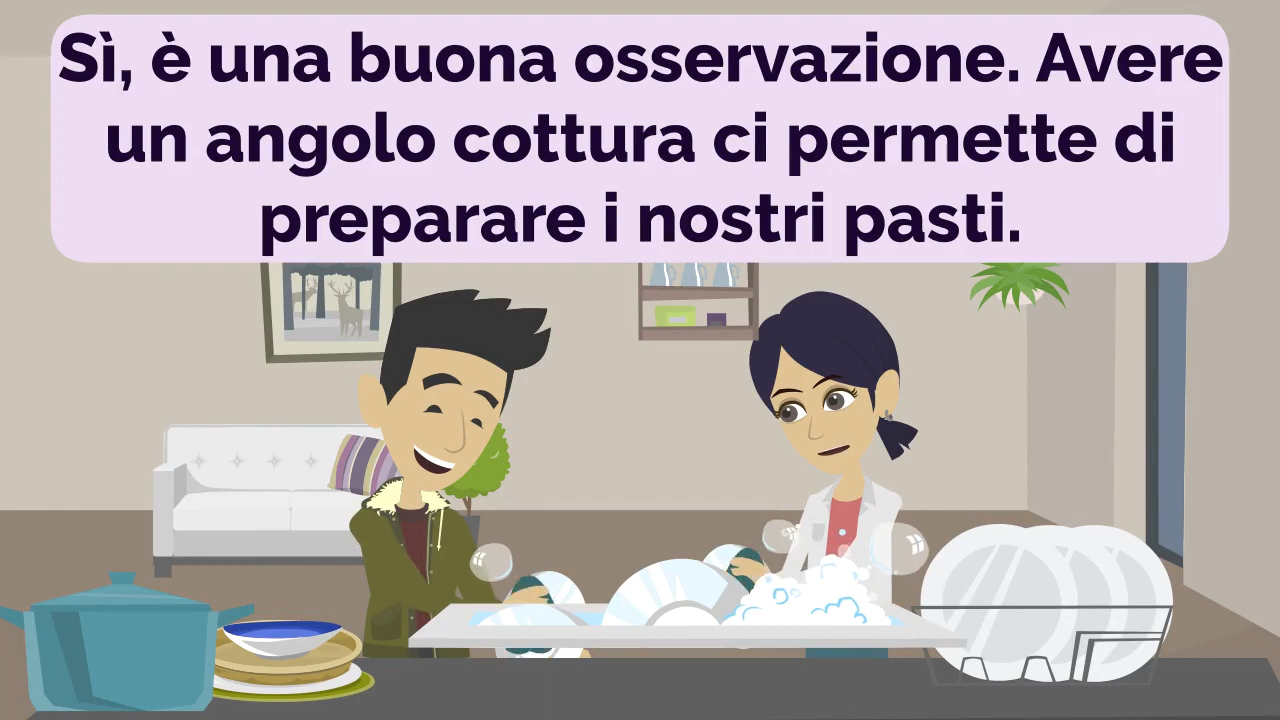 Sì, è una buona osservazione. Avere
un angolo cottura ci permette di
preparare i nostri pasti.